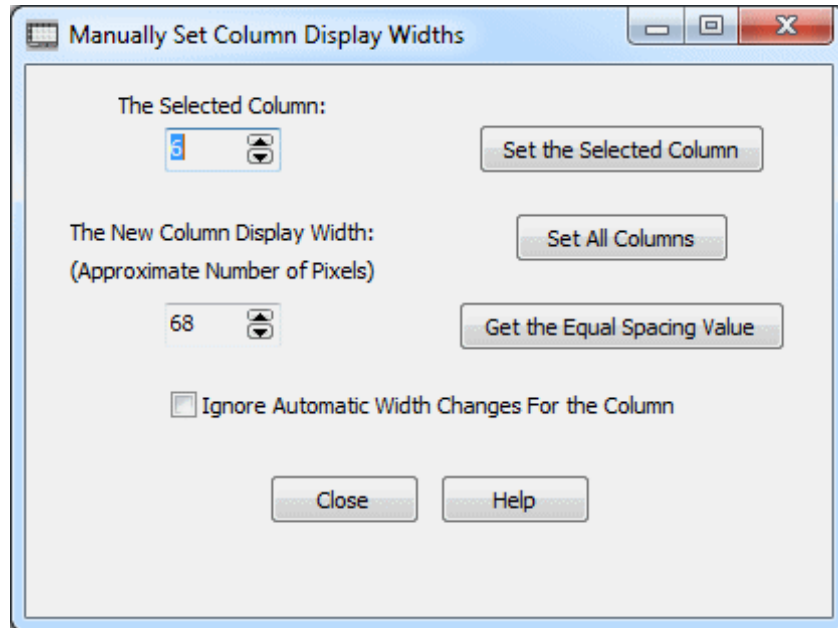 Manually Set Column Display Widths
The Selected Column:
6
Set the Selected Column
The New Column Display Width:
(Approximate Number of Pixels)
Set All Columns
68
Get the Equal Spacing Value
Ignore Automatic Width Changes For the Column
Close
Help